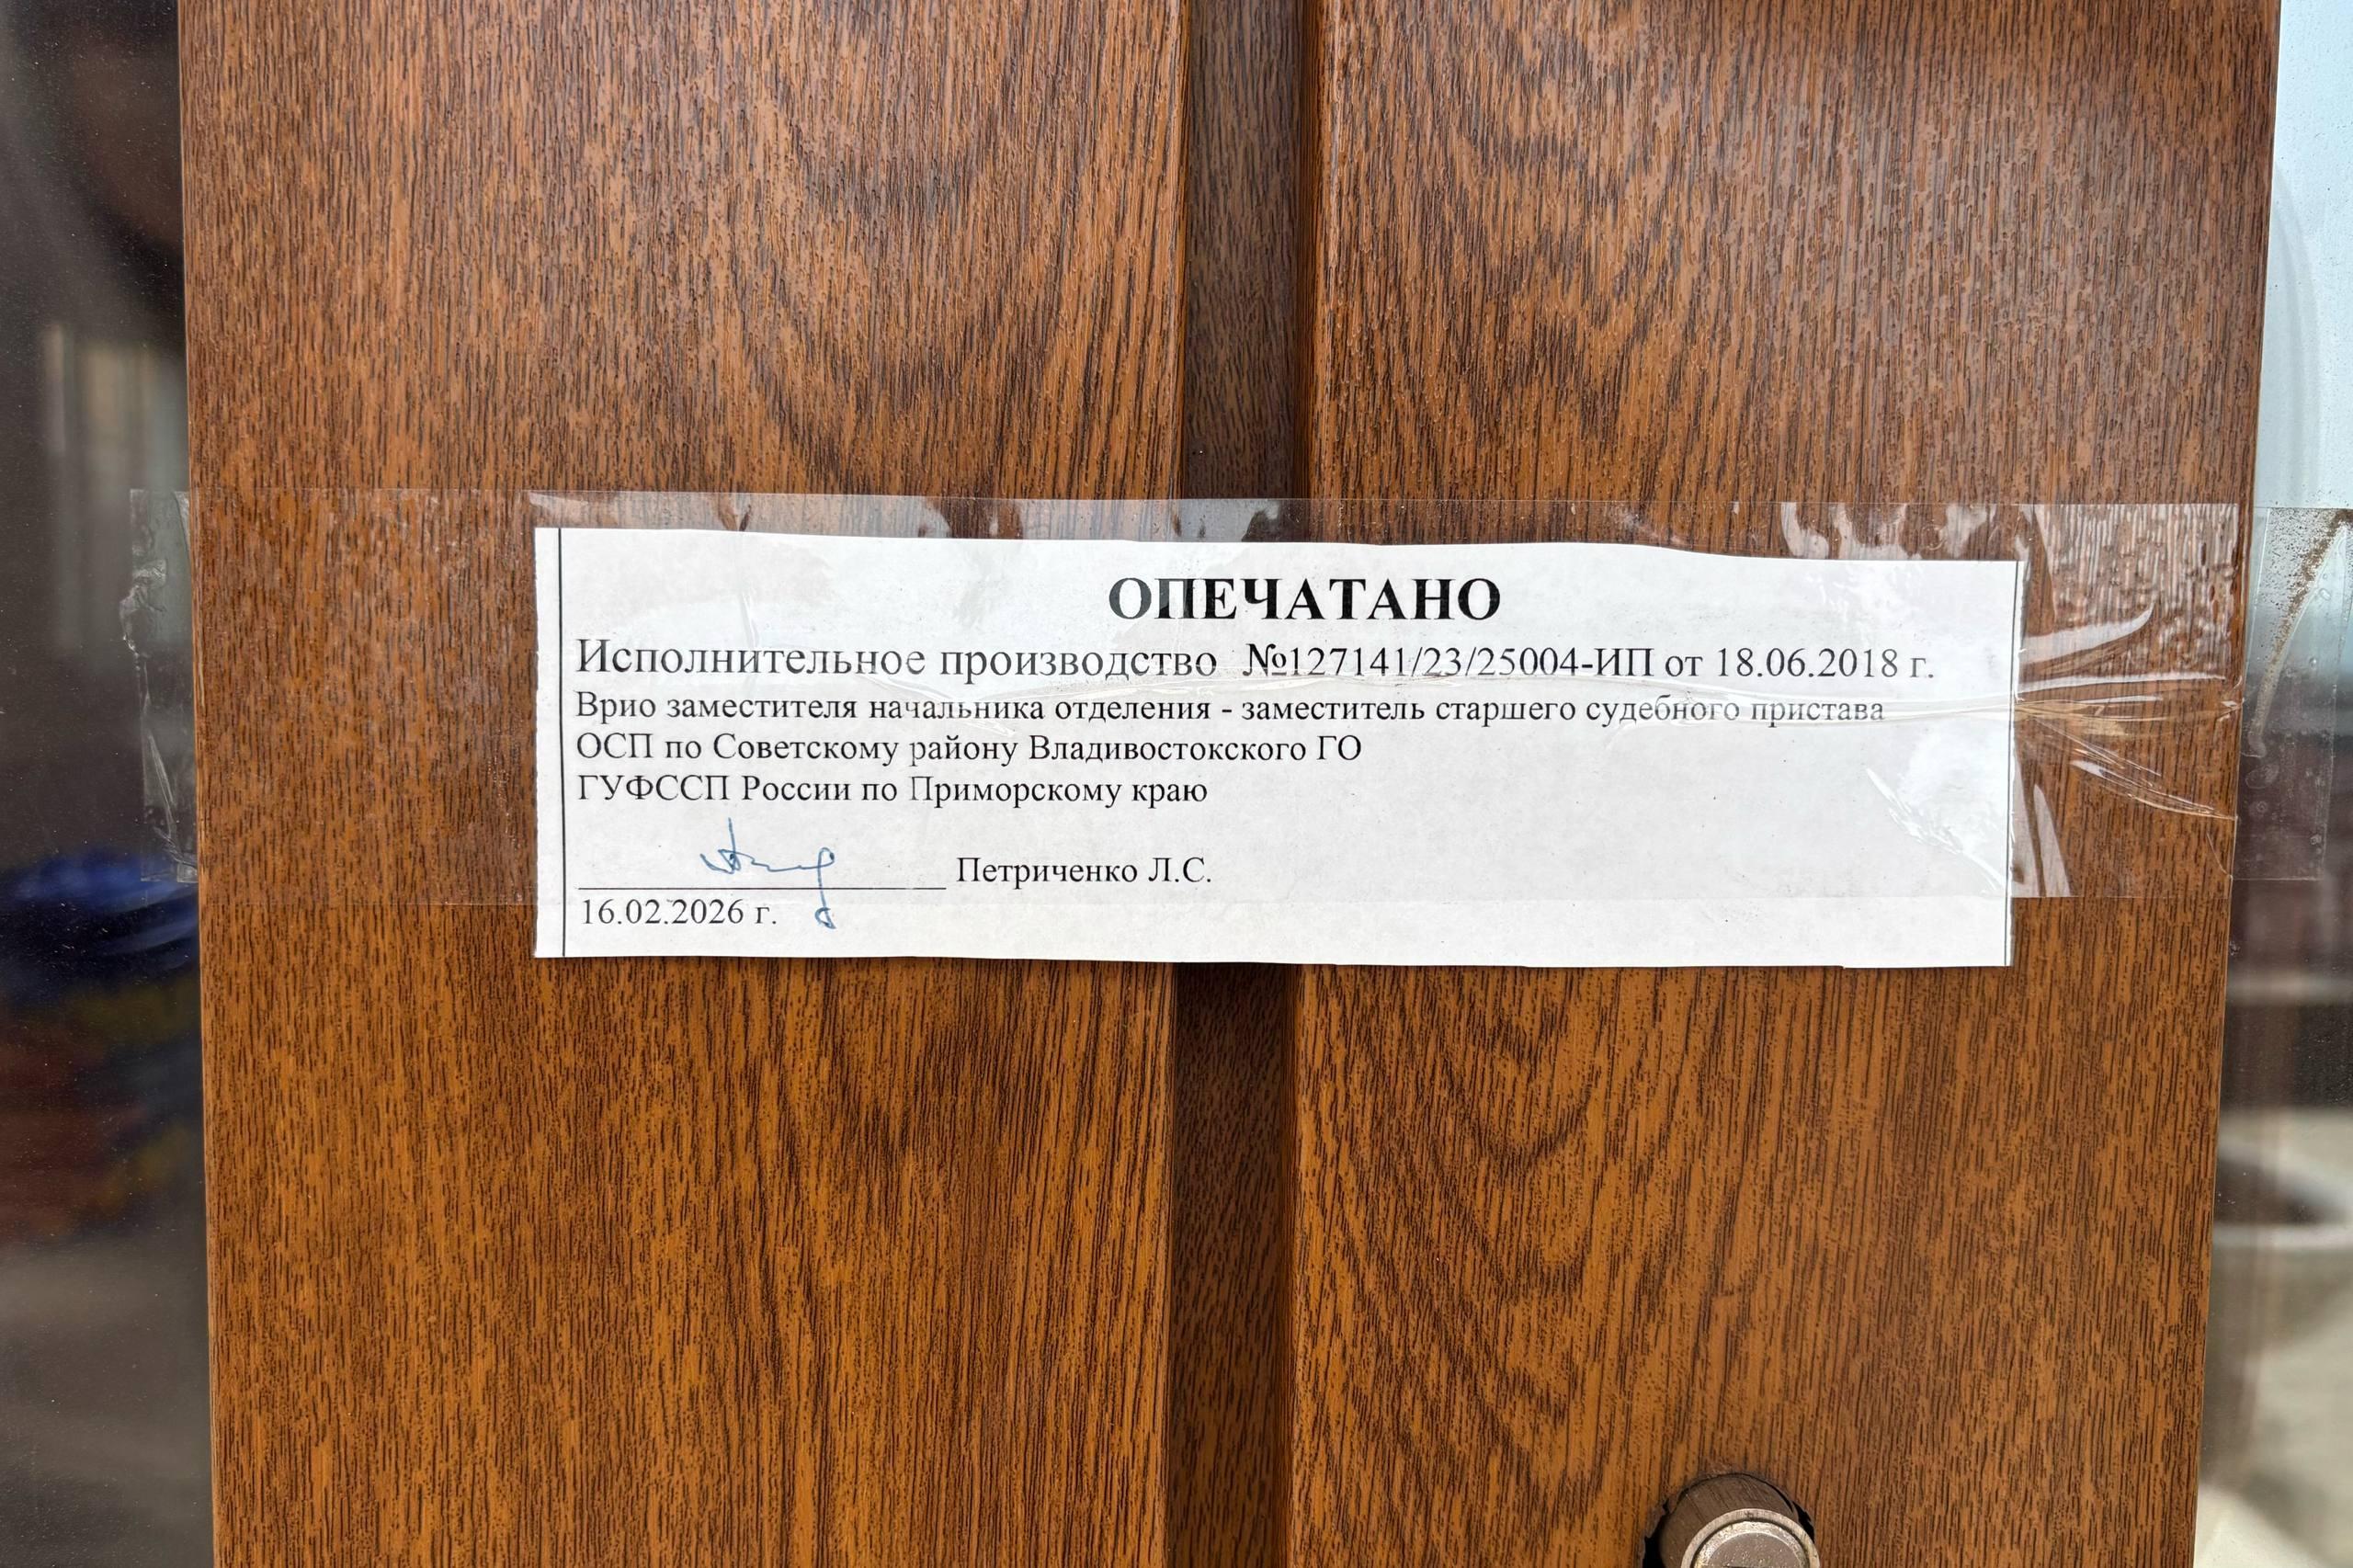 ОПЕЧАТАНО
Исполнительное производство №127141/23/25004-ИП от 18.06.2018 г.
Врио заместителя начальника отделения - заместитель старшего судебного пристава
ОСП по Советскому району Владивостокского ГО
ГУФССП России по Приморскому краю
Петриченко Л.С.
16.02.2026 г.